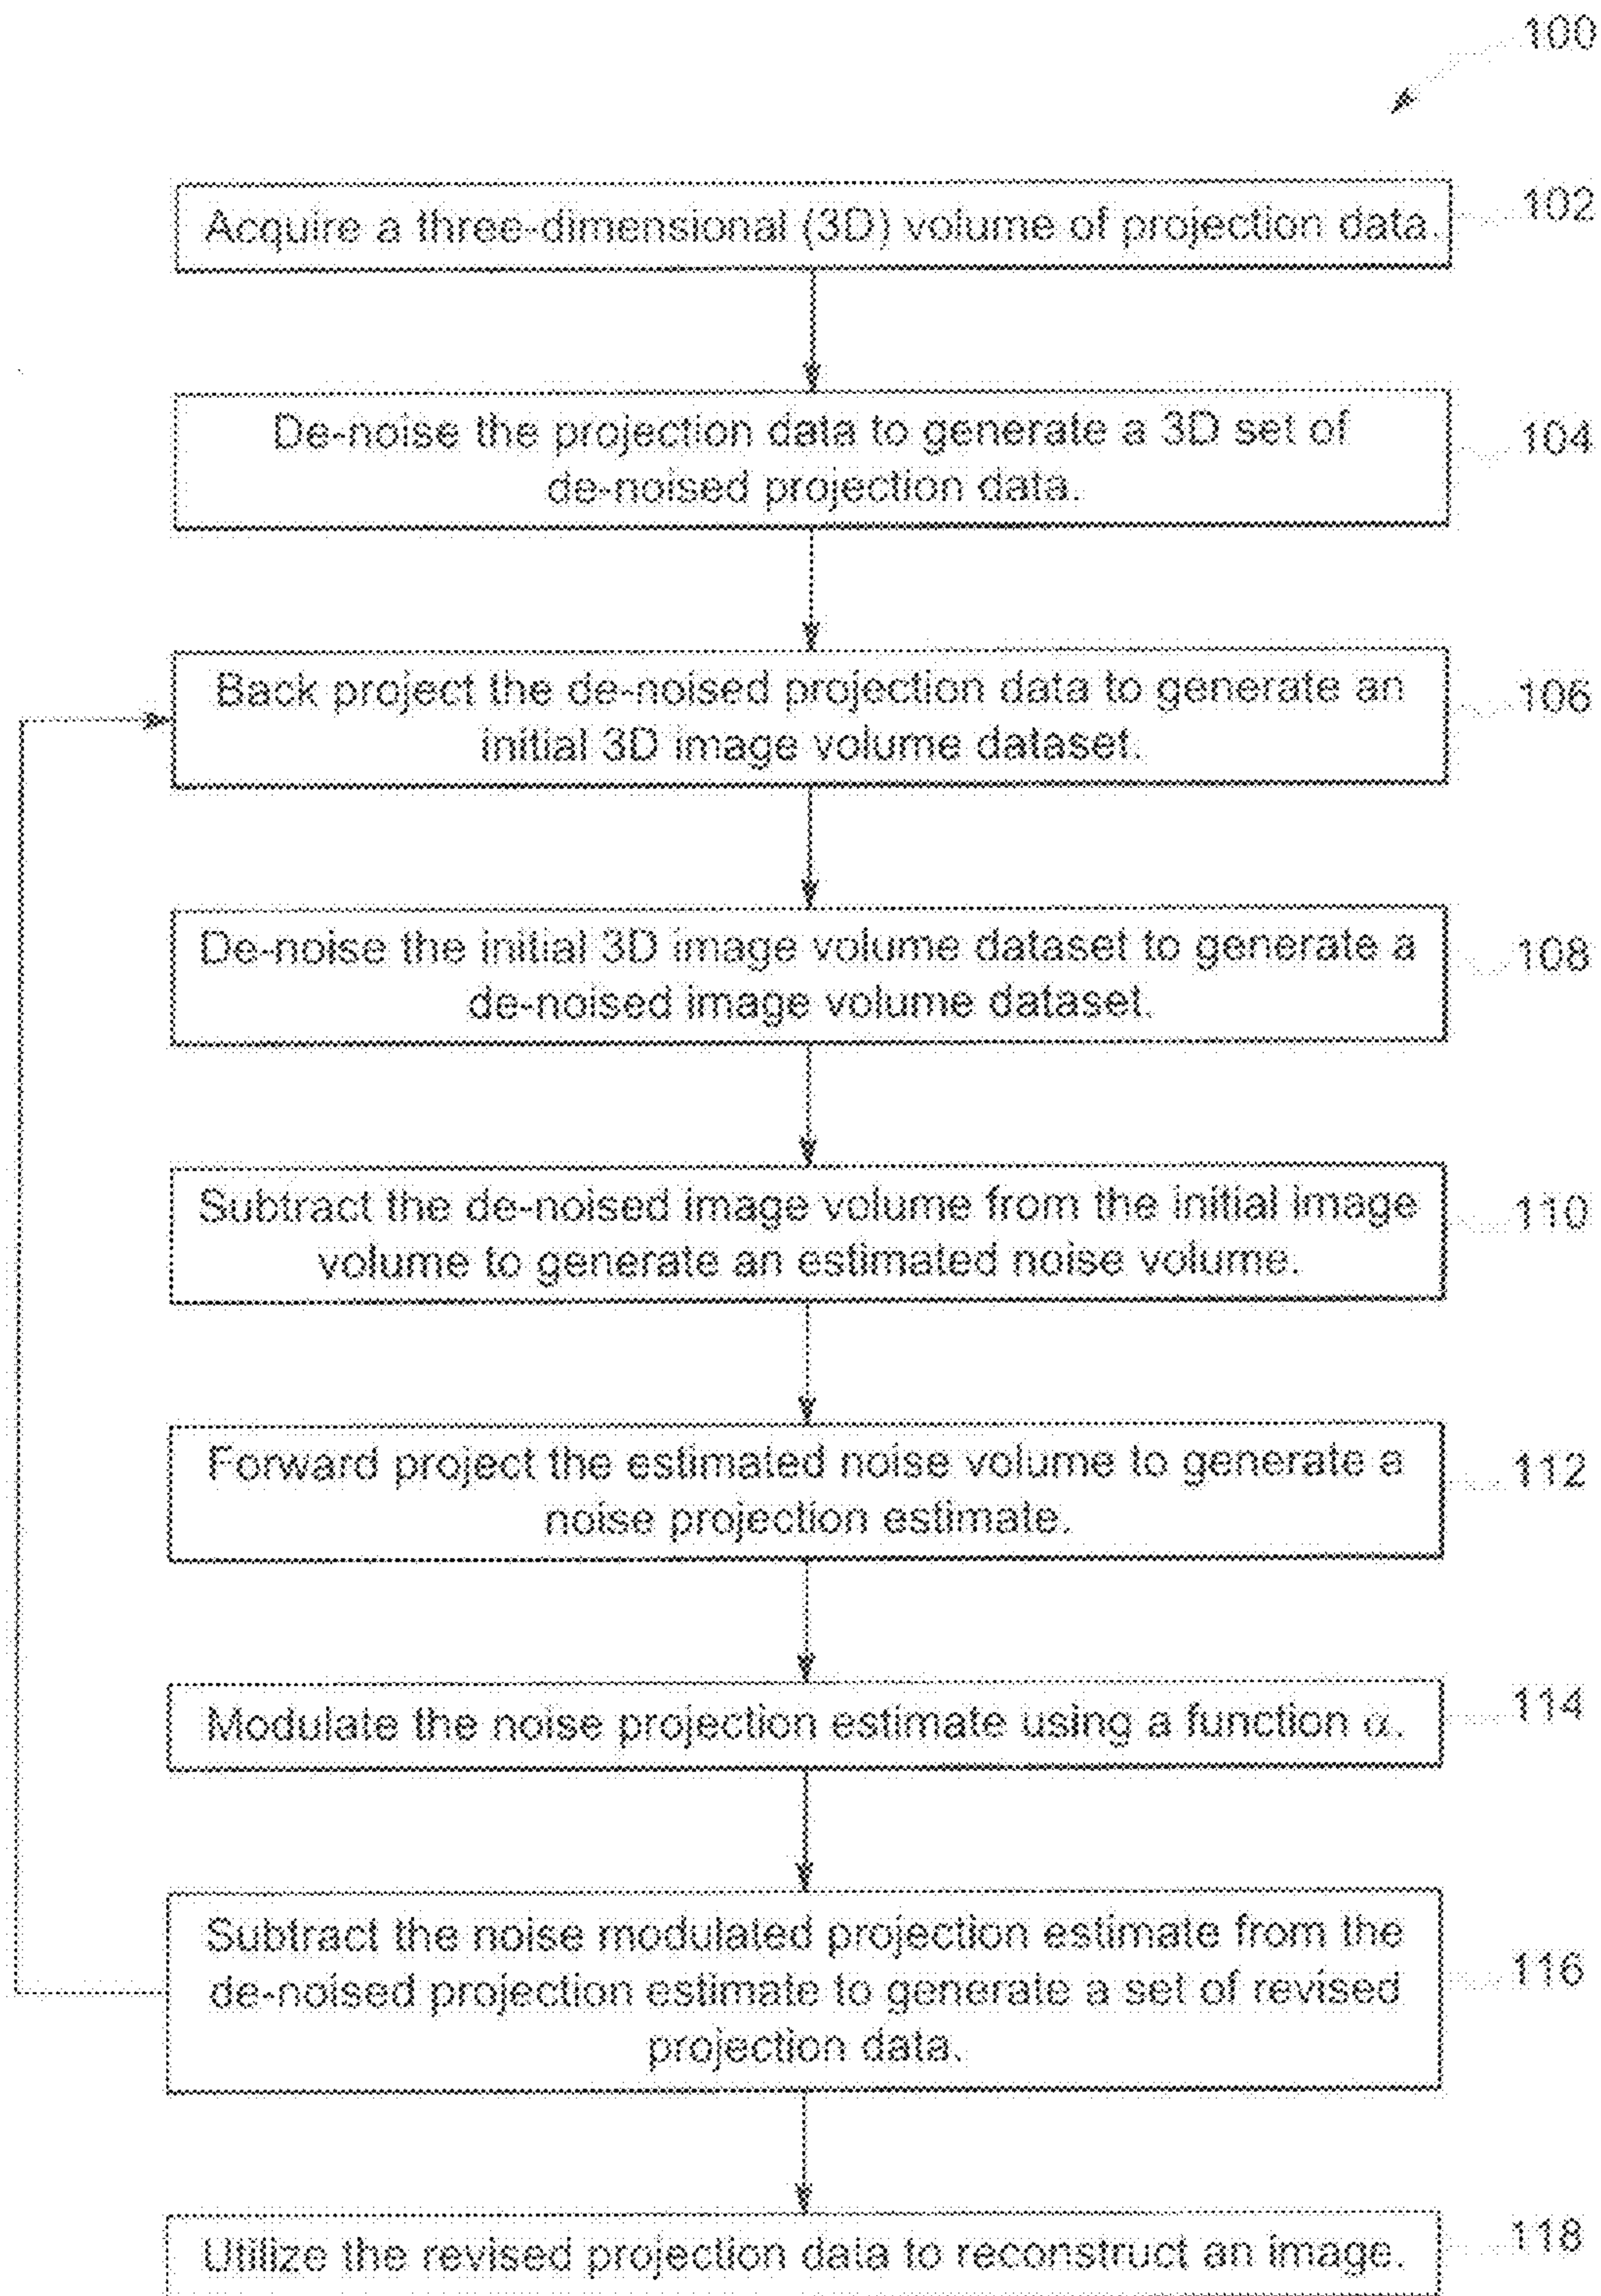 100
Acquire a three-dimensional (3D) volume of projection data.
102
De-noise the projection data to generate a 3D set of
de-noised projection data.
104
Back project the de-noised projection data to generate an
initial 3D image volume dataset.
106
De-noise the initial 3D image volume dataset to generate a
de-noised image volume dataset.
108
Subtract the de-noised image volume from the initial image
volume to generate an estimated noise volume.
110
Forward project the estimated noise volume to generate a
noise projection estimate.
112
Modulate the noise projection estimate using a function α.
114
Subtract the noise modulated projection estimate from the
de-noised projection estimate to generate a set of revised
projection data.
116
Utilize the revised projection data to reconstruct an image.
118